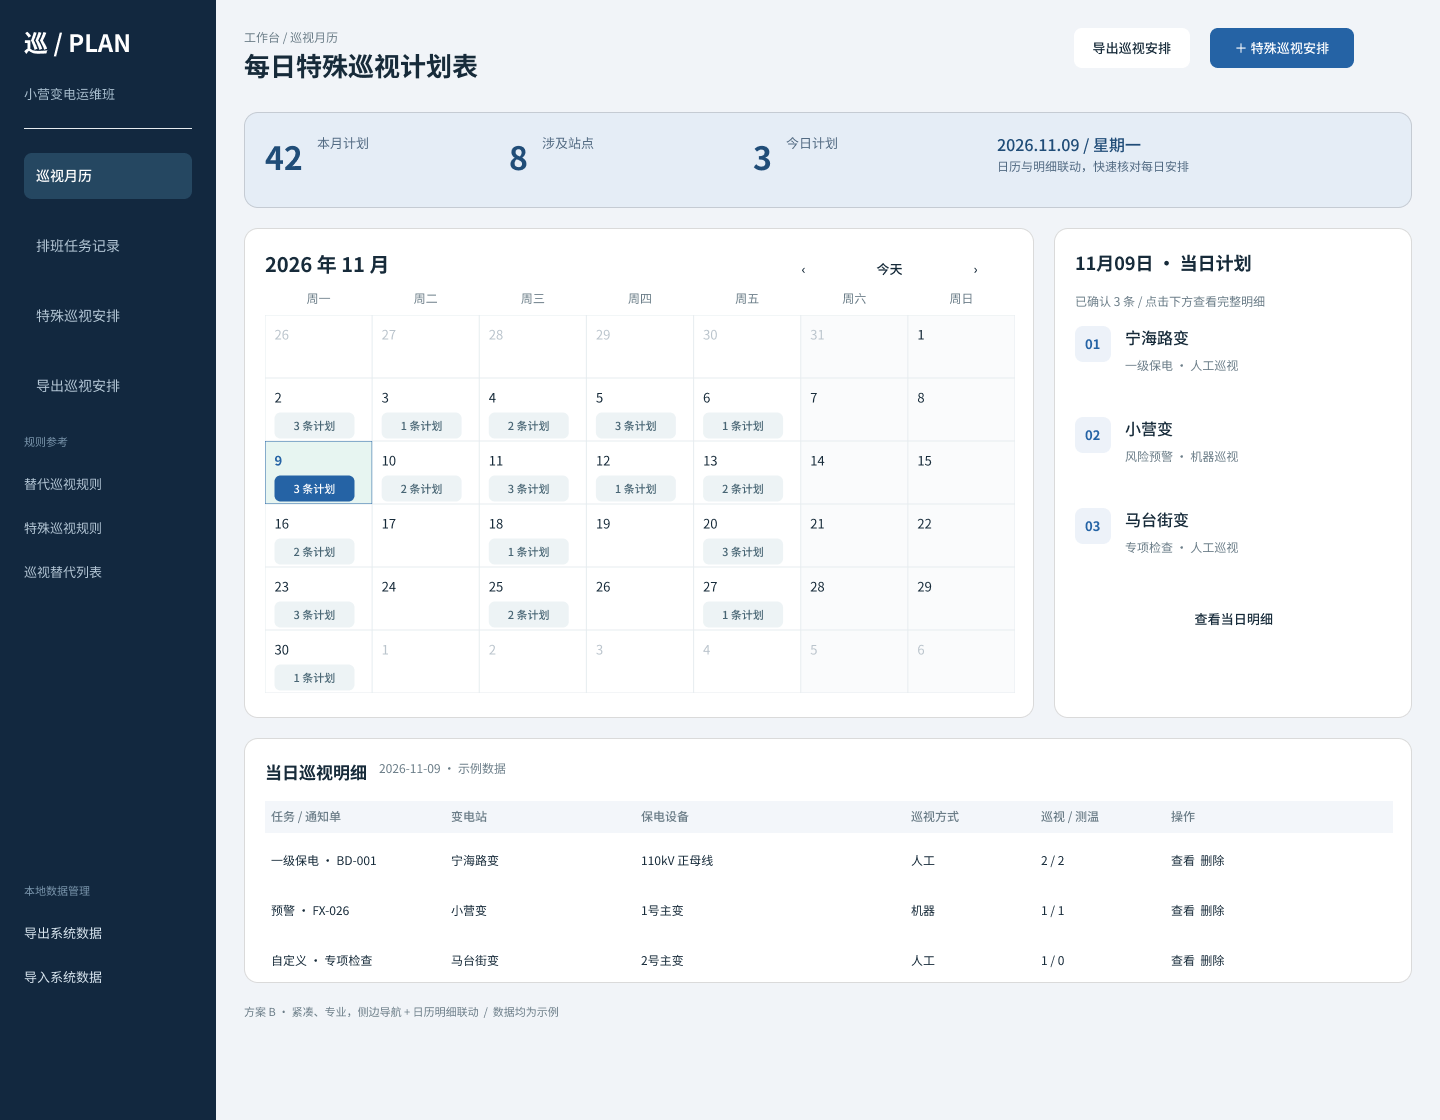 巡 / PLAN
小营变电运维班
巡视月历
排班任务记录
特殊巡视安排
导出巡视安排
规则参考
替代巡视规则
特殊巡视规则
巡视替代列表
本地数据管理
导出系统数据
导入系统数据
工作台 / 巡视月历
每日特殊巡视计划表
导出巡视安排
＋ 特殊巡视安排
42 本月计划
8 涉及站点
3 今日计划
2026.11.09 / 星期一
日历与明细联动，快速核对每日安排
2026 年 11 月
‹ 今天 ›
周一 周二 周三 周四 周五 周六 周日
26 27 28 29 30 31 1
2 3 4 5 6 7 8
3 条计划 1 条计划 2 条计划 3 条计划 1 条计划
9 10 11 12 13 14 15
3 条计划 2 条计划 3 条计划 1 条计划 2 条计划
16 17 18 19 20 21 22
2 条计划 1 条计划 3 条计划
23 24 25 26 27 28 29
3 条计划 2 条计划 1 条计划
30 1 2 3 4 5 6
1 条计划
11月09日 · 当日计划
已确认 3 条 / 点击下方查看完整明细
01 宁海路变
一级保电 · 人工巡视
02 小营变
风险预警 · 机器巡视
03 马台街变
专项检查 · 人工巡视
查看当日明细
当日巡视明细 2026-11-09 · 示例数据
任务 / 通知单 变电站 保电设备 巡视方式 巡视 / 测温 操作
一级保电 · BD-001 宁海路变 110kV 正母线 人工 2 / 2 查看 删除
预警 · FX-026 小营变 1号主变 机器 1 / 1 查看 删除
自定义 · 专项检查 马台街变 2号主变 人工 1 / 0 查看 删除
方案 B · 紧凑、专业，侧边导航 + 日历明细联动 / 数据均为示例